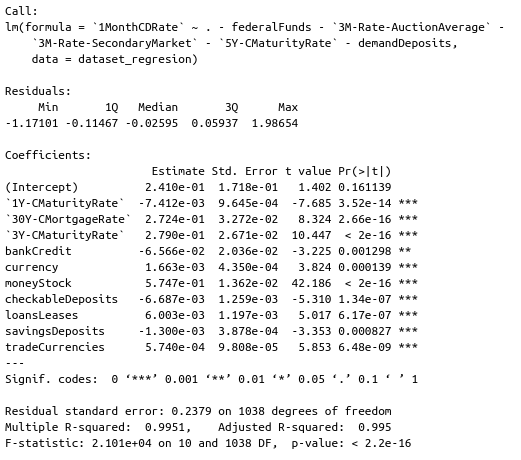 Call:
lm(formula = `1MonthCDRate` ~ . - federalFunds - `3M-Rate-AuctionAverage` -
    `3M-Rate-SecondaryMarket` - `5Y-CMaturityRate` - demandDeposits,
    data = dataset_regresion)

Residuals:
     Min       1Q   Median       3Q      Max
-1.17101 -0.11467 -0.02595  0.05937  1.98654

Coefficients:
                      Estimate Std. Error t value Pr(>|t|)
(Intercept)          2.410e-01  1.718e-01   1.402 0.161139
`1Y-CMaturityRate`  -7.412e-03  9.645e-04  -7.685 3.52e-14 ***
`30Y-CMortgageRate`  2.724e-01  3.272e-02   8.324 2.66e-16 ***
`3Y-CMaturityRate`   2.790e-01  2.671e-02  10.447  < 2e-16 ***
bankCredit          -6.566e-02  2.036e-02  -3.225 0.001298 **
currency             1.663e-03  4.350e-04   3.824 0.000139 ***
moneyStock           5.747e-01  1.362e-02  42.186  < 2e-16 ***
checkableDeposits   -6.687e-03  1.259e-03  -5.310 1.34e-07 ***
loansLeases          6.003e-03  1.197e-03   5.017 6.17e-07 ***
savingsDeposits     -1.300e-03  3.878e-04  -3.353 0.000827 ***
tradeCurrencies      5.740e-04  9.808e-05   5.853 6.48e-09 ***
---
Signif. codes:  0 ‘***’ 0.001 ‘**’ 0.01 ‘*’ 0.05 ‘.’ 0.1 ‘ ’ 1

Residual standard error: 0.2379 on 1038 degrees of freedom
Multiple R-squared:  0.9951,    Adjusted R-squared:  0.995
F-statistic: 2.101e+04 on 10 and 1038 DF,  p-value: < 2.2e-16